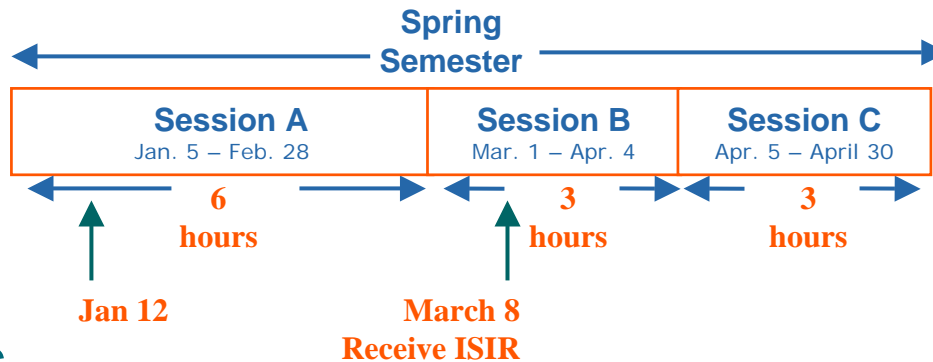 Spring
Semester
Session A
Jan. 5 – Feb. 28
Session B
Mar. 1 – Apr. 4
Session C
Apr. 5 – April 30
6
hours
3
hours
3
hours
Jan 12
March 8
Receive ISIR